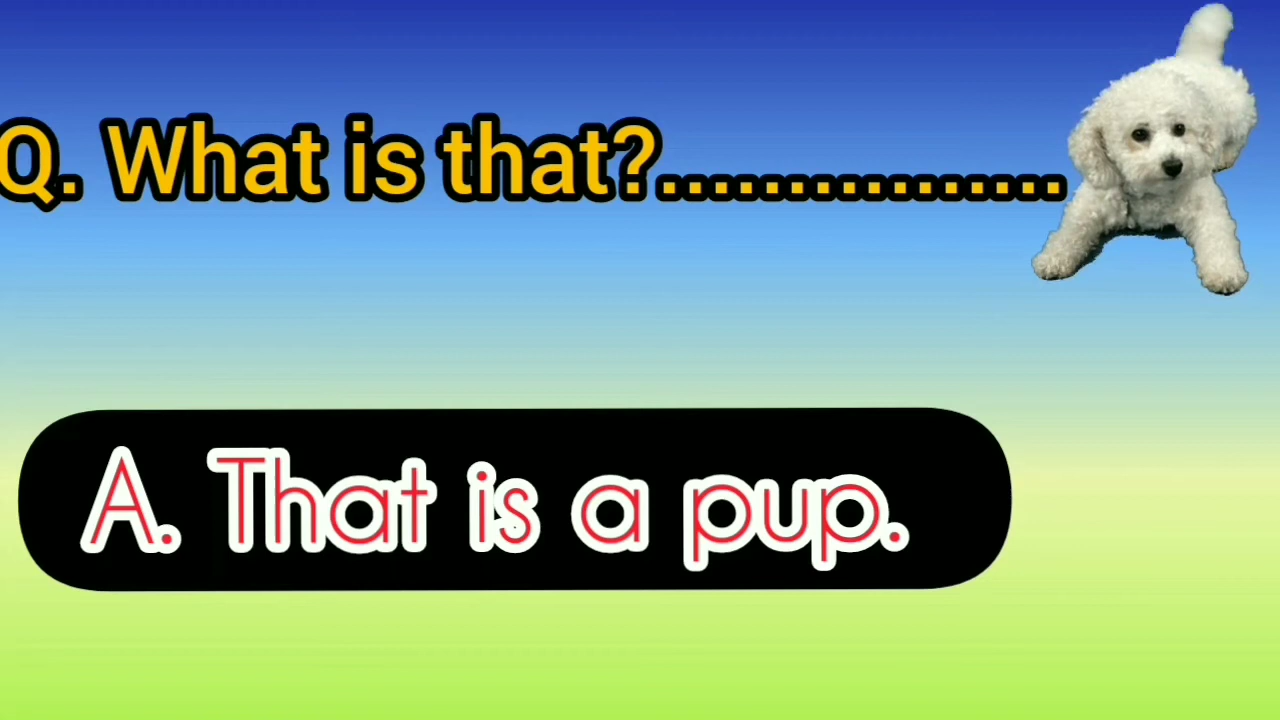 Q. What is that?................
A. That is a pup.